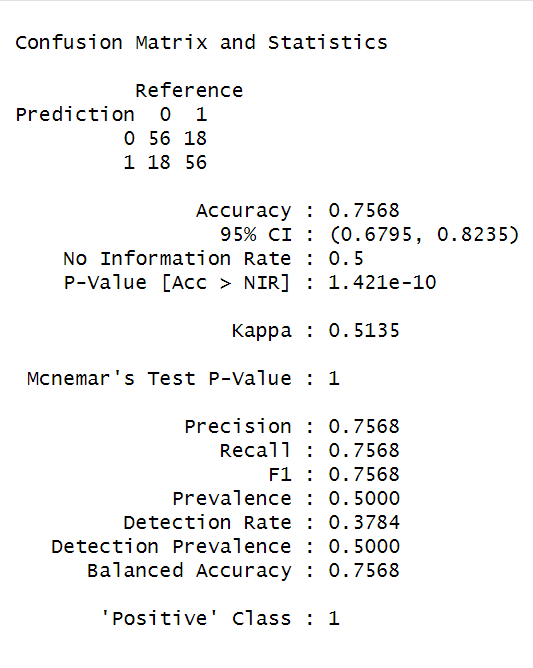 Confusion Matrix and Statistics
Reference
Prediction 0 1
0 56 18
1 18 56
Accuracy : 0.7568
95% CI : (0.6795, 0.8235)
No Information Rate : 0.5
P-Value [Acc > NIR] : 1.421e-10
Kappa : 0.5135
Mcnemar's Test P-Value : 1
Precision : 0.7568
Recall : 0.7568
F1 : 0.7568
Prevalence : 0.5000
Detection Rate : 0.3784
Detection Prevalence : 0.5000
Balanced Accuracy : 0.7568
'Positive' Class : 1